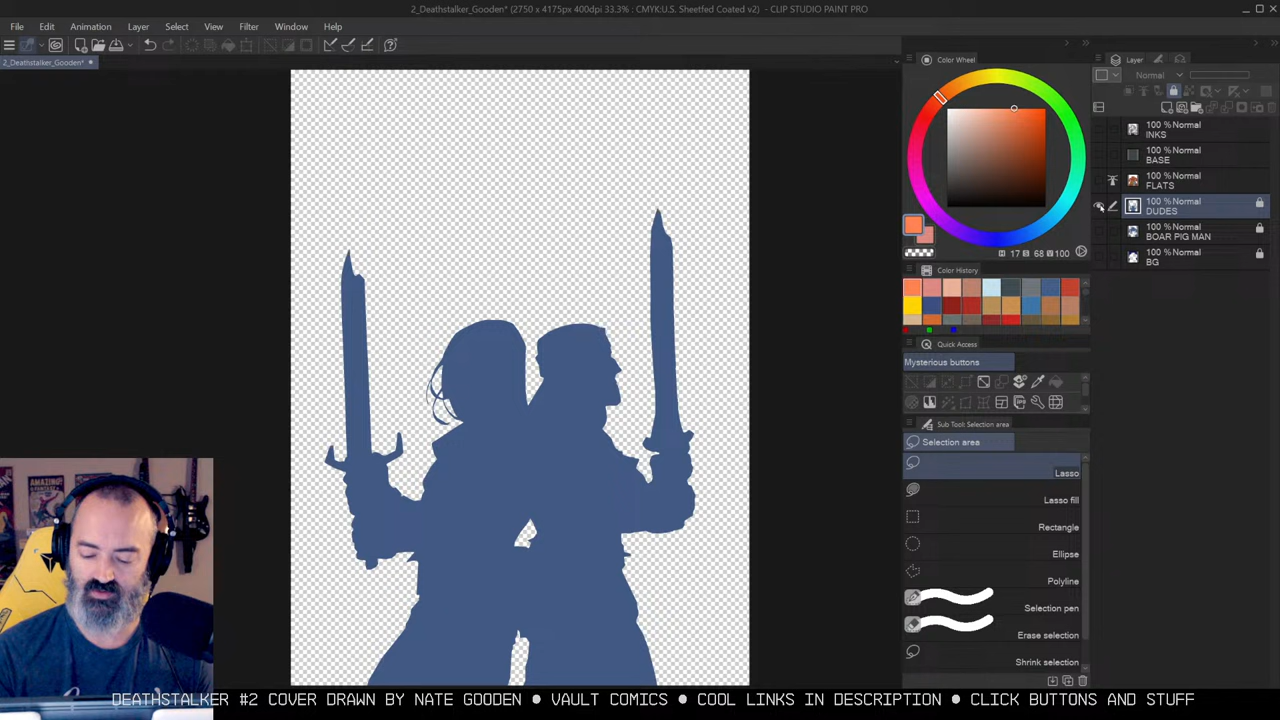 2_Deathstalker_Gooden* (2750 x 4175px 400dpi 33.3% : CMYK:U.S. Sheetfed Coated v2) - CLIP STUDIO PAINT PRO
File Edit Animation Layer Select View Filter Window Help
2_Deathstalker_Gooden*
Color Wheel
Layer
Normal
100 % Normal
INKS
100 % Normal
BASE
100 % Normal
FLATS
100 % Normal
DUDES
100 % Normal
BOAR PIG MAN
100 % Normal
BG
H 17 S 68 V 100
Color History
Quick Access
Mysterious buttons
Sub Tool: Selection area
Selection area
Lasso
Lasso fill
Rectangle
Ellipse
Polyline
Selection pen
Erase selection
Shrink selection
AMAZING
DEATHSTALKER #2 COVER DRAWN BY NATE GOODEN ● VAULT COMICS ● COOL LINKS IN DESCRIPTION ● CLICK BUTTONS AND STUFF